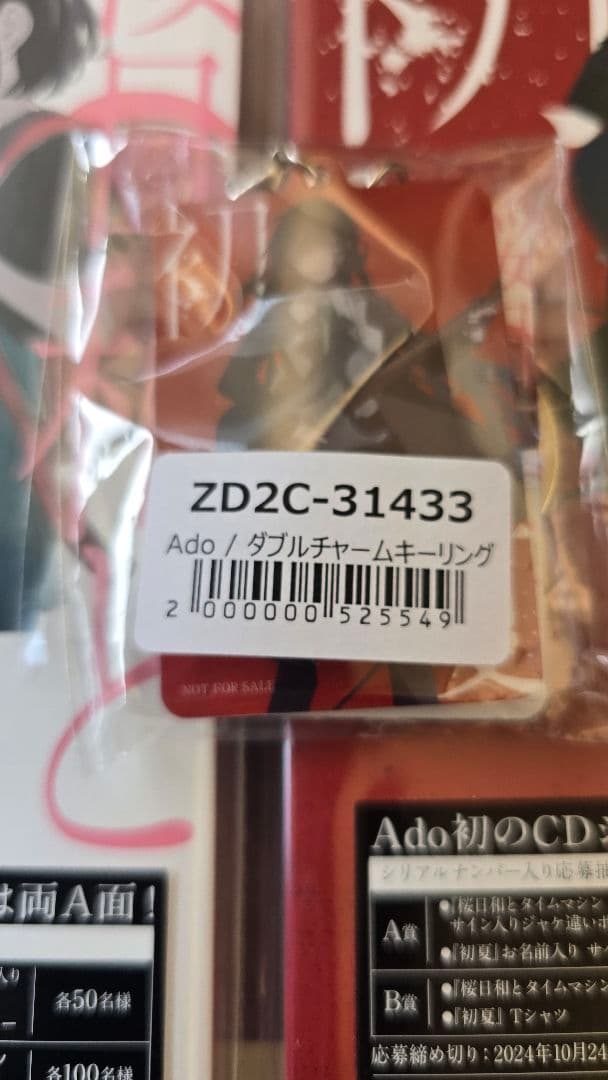 初
ZD2C-31433
Ado / ダブルチャームキーリング
2 000000 525549
NOT FOR SALE
と
は両A面！
各50名様
各100名様
Ado初のCD
シリアルナンバー入り応募抽
A賞
●『桜日和とタイムマシン
サイン入りジャケ違いポ
●『初夏』お名前入り サイ
B賞
●『桜日和とタイムマシン
●『初夏』Tシャツ
応募締め切り：2024年10月24